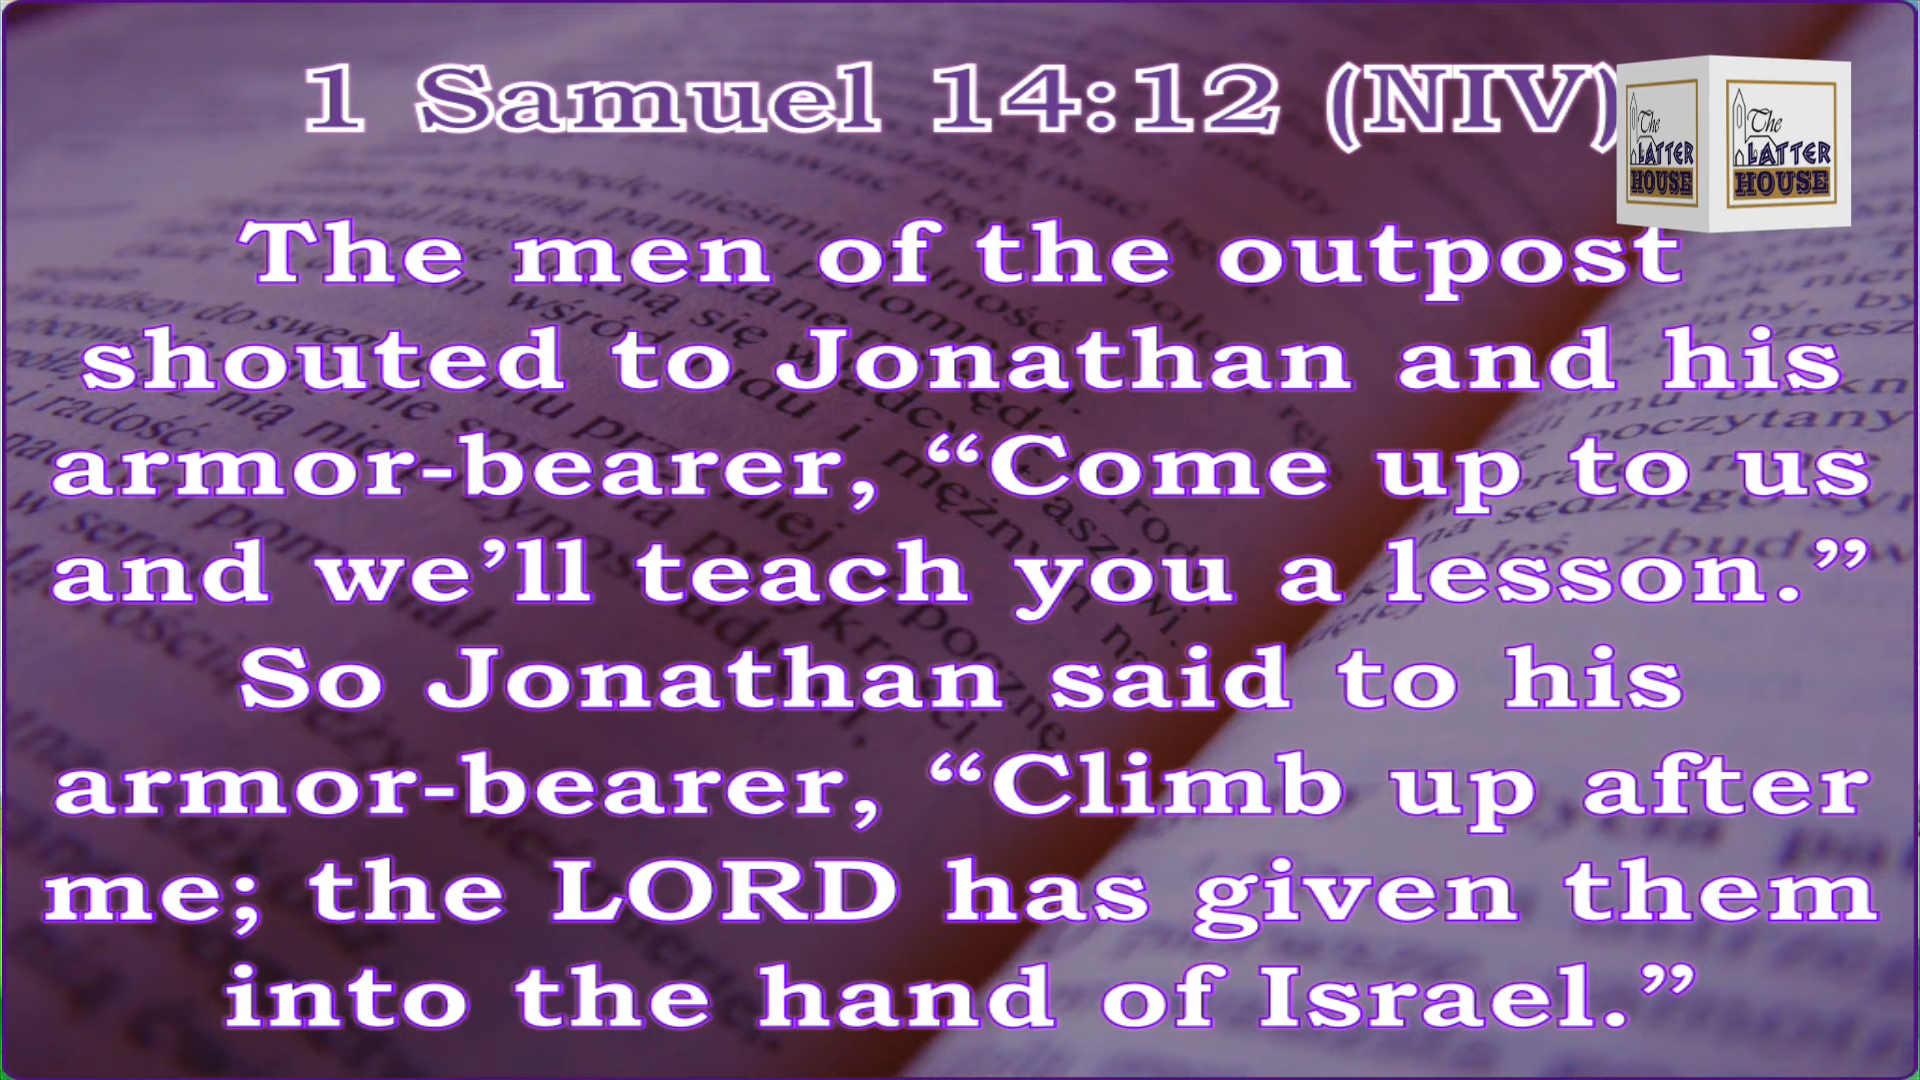 1 Samuel 14:12 (NIV)
The
LATTER
HOUSE
The
LATTER
HOUSE
The men of the outpost
shouted to Jonathan and his
armor-bearer, “Come up to us
and we’ll teach you a lesson.”
So Jonathan said to his
armor-bearer, “Climb up after
me; the LORD has given them
into the hand of Israel.”